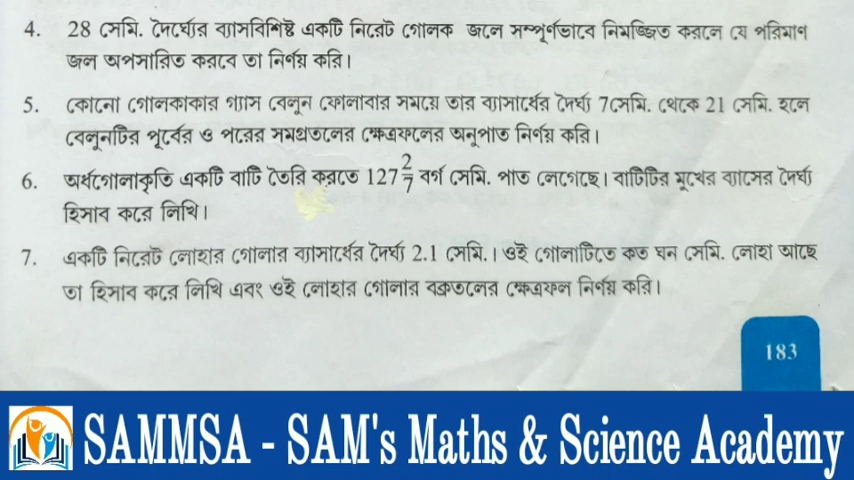 4. 28 সেমি. দৈর্ঘ্যের ব্যাসবিশিষ্ট একটি নিরেট গোলক জলে সম্পূর্ণভাবে নিমজ্জিত করলে যে পরিমাণ
জল অপসারিত করবে তা নির্ণয় করি।
5. কোনো গোলকাকার গ্যাস বেলুন ফোলাবার সময়ে তার ব্যাসার্ধের দৈর্ঘ্য 7সেমি. থেকে 21 সেমি. হলে
বেলুনটির পূর্বের ও পরের সমগ্রতলের ক্ষেত্রফলের অনুপাত নির্ণয় করি।
6. অর্ধগোলাকৃতি একটি বাটি তৈরি করতে 127 2/7 বর্গ সেমি. পাত লেগেছে। বাটিটির মুখের ব্যাসের দৈর্ঘ্য
হিসাব করে লিখি।
7. একটি নিরেট লোহার গোলার ব্যাসার্ধের দৈর্ঘ্য 2.1 সেমি.। ওই গোলাটিতে কত ঘন সেমি. লোহা আছে
তা হিসাব করে লিখি এবং ওই লোহার গোলার বক্রতলের ক্ষেত্রফল নির্ণয় করি।
183
SAMMSA - SAM's Maths & Science Academy